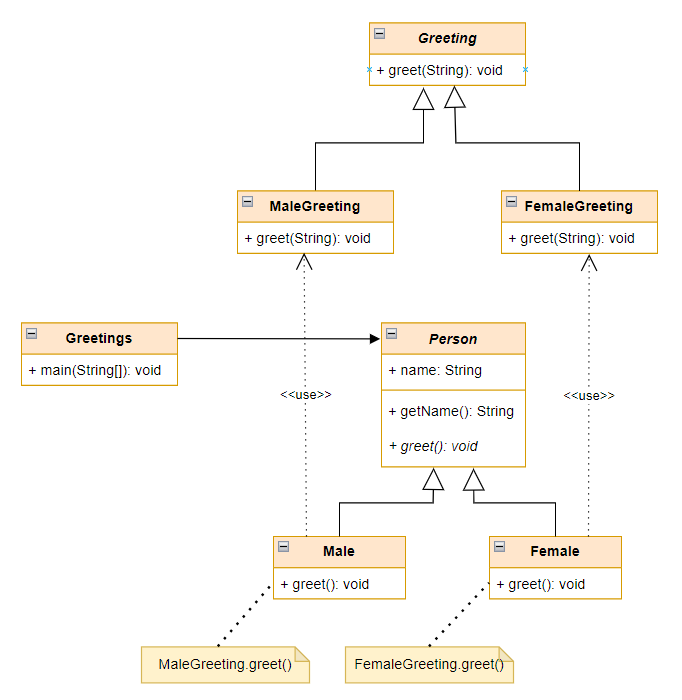 Greeting
+ greet(String): void
MaleGreeting
+ greet(String): void
FemaleGreeting
+ greet(String): void
Greetings
+ main(String[]): void
Person
+ name: String
+ getName(): String
+ greet(): void
<<use>>
<<use>>
Male
+ greet(): void
Female
+ greet(): void
MaleGreeting.greet()
FemaleGreeting.greet()